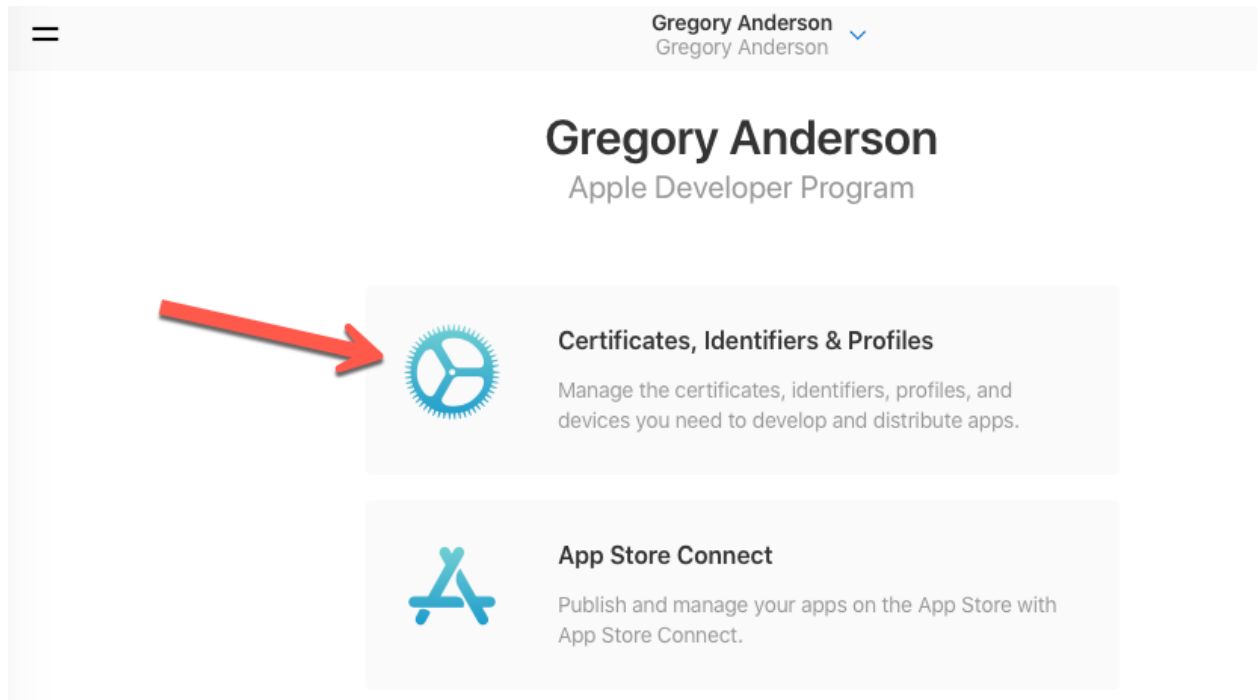 Gregory Anderson
Gregory Anderson
Gregory Anderson
Apple Developer Program
Certificates, Identifiers & Profiles
Manage the certificates, identifiers, profiles, and
devices you need to develop and distribute apps.
App Store Connect
Publish and manage your apps on the App Store with
App Store Connect.